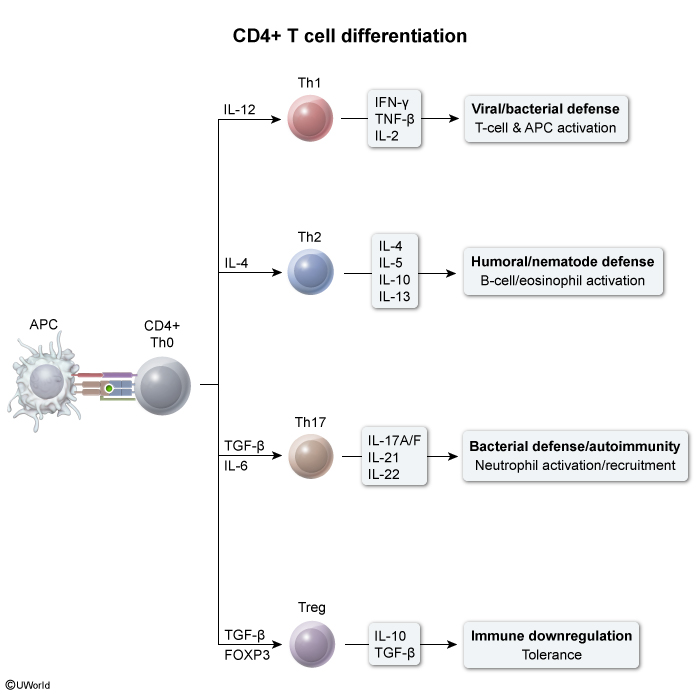 CD4+ T cell differentiation
Th1
IL-12
IFN-γ
TNF-β
IL-2
Viral/bacterial defense
T-cell & APC activation
Th2
IL-4
IL-4
IL-5
IL-10
IL-13
Humoral/nematode defense
B-cell/eosinophil activation
APC
CD4+
Th0
Th17
TGF-β
IL-6
IL-17A/F
IL-21
IL-22
Bacterial defense/autoimmunity
Neutrophil activation/recruitment
Treg
TGF-β
FOXP3
IL-10
TGF-β
Immune downregulation
Tolerance
©UWorld